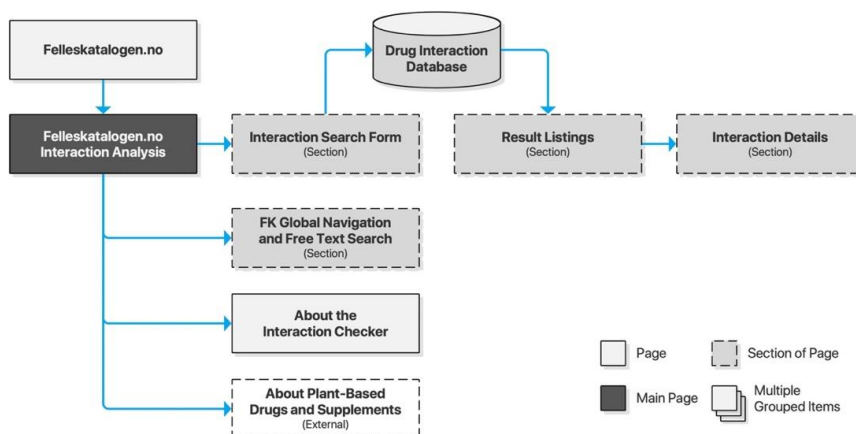 Felleskatalogen.no
Drug Interaction
Database
Felleskatalogen.no
Interaction Analysis
Interaction Search Form
(Section)
Result Listings
(Section)
Interaction Details
(Section)
FK Global Navigation
and Free Text Search
(Section)
About the
Interaction Checker
About Plant-Based
Drugs and Supplements
(External)
Page
Section of Page
Main Page
Multiple
Grouped Items